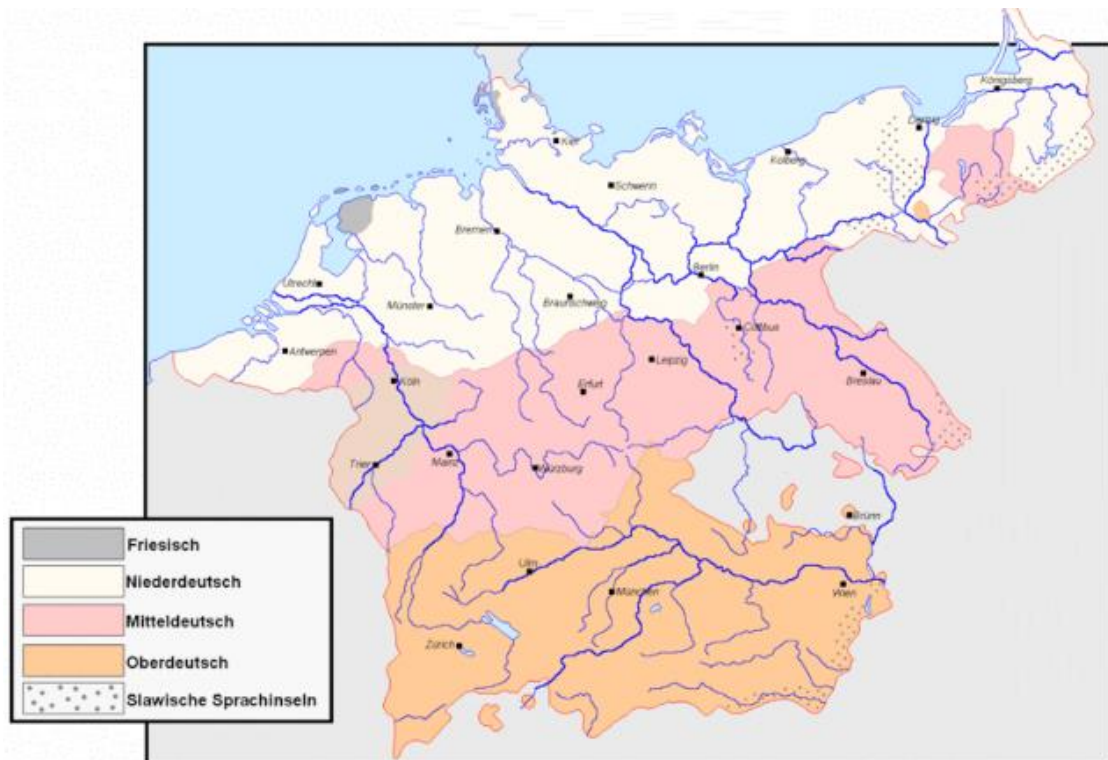 Königsberg
Danzig
Kiel
Kolberg
Schwerin
Bremen
Berlin
Utrecht
Münster
Braunschweig
Cottbus
Antwerpen
Leipzig
Köln
Erfurt
Breslau
Trier
Mainz
Würzburg
Brünn
Ulm
München
Wien
Zürich
Friesisch
Niederdeutsch
Mitteldeutsch
Oberdeutsch
Slawische Sprachinseln